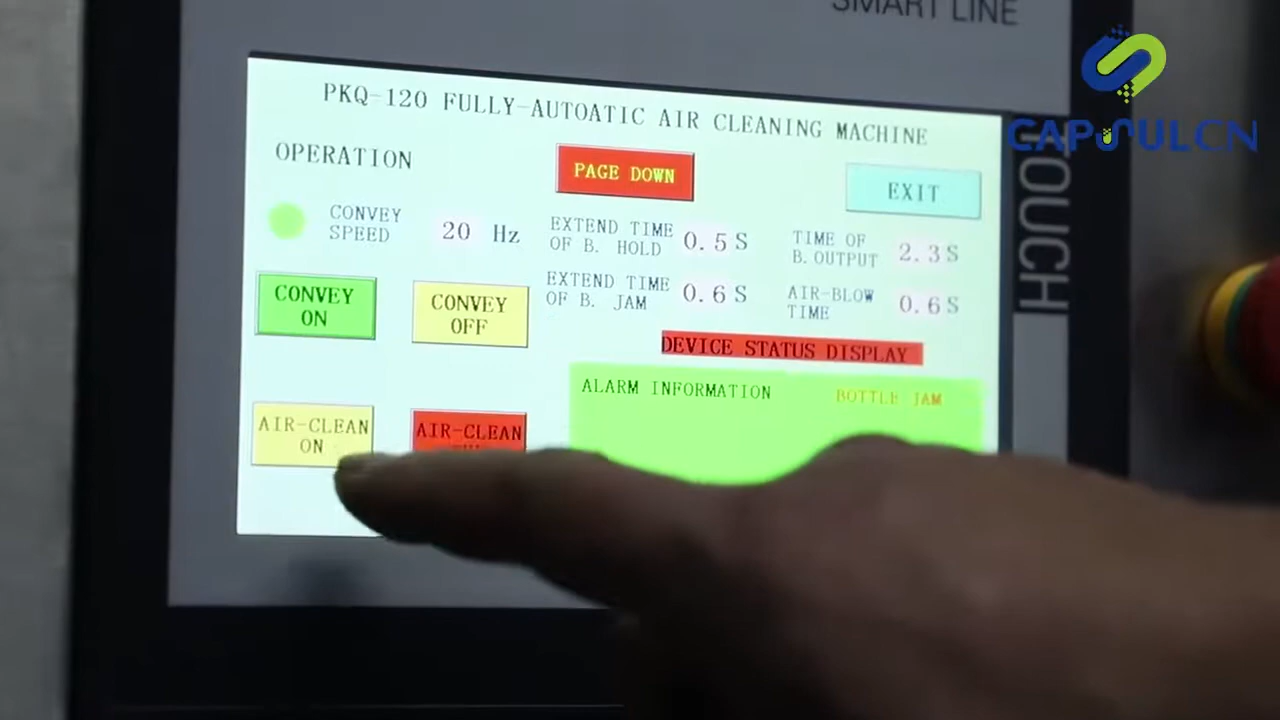 SMART LINE
CAPSULCN
TOUCH
PKQ-120 FULLY-AUTOATIC AIR CLEANING MACHINE
OPERATION
PAGE DOWN
EXIT
CONVEY
SPEED
20 Hz
EXTEND TIME
OF B. HOLD
0.5 S
TIME OF
B.OUTPUT
2.3 S
CONVEY
ON
CONVEY
OFF
EXTEND TIME
OF B. JAM
0.6 S
AIR-BLOW
TIME
0.6 S
DEVICE STATUS DISPLAY
ALARM INFORMATION
BOTTLE JAM
AIR-CLEAN
ON
AIR-CLEAN